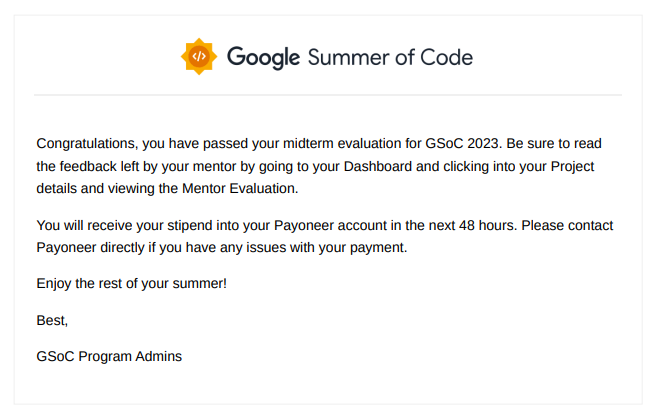 </> Google Summer of Code
Congratulations, you have passed your midterm evaluation for GSoC 2023. Be sure to read
the feedback left by your mentor by going to your Dashboard and clicking into your Project
details and viewing the Mentor Evaluation.
You will receive your stipend into your Payoneer account in the next 48 hours. Please contact
Payoneer directly if you have any issues with your payment.
Enjoy the rest of your summer!
Best,
GSoC Program Admins